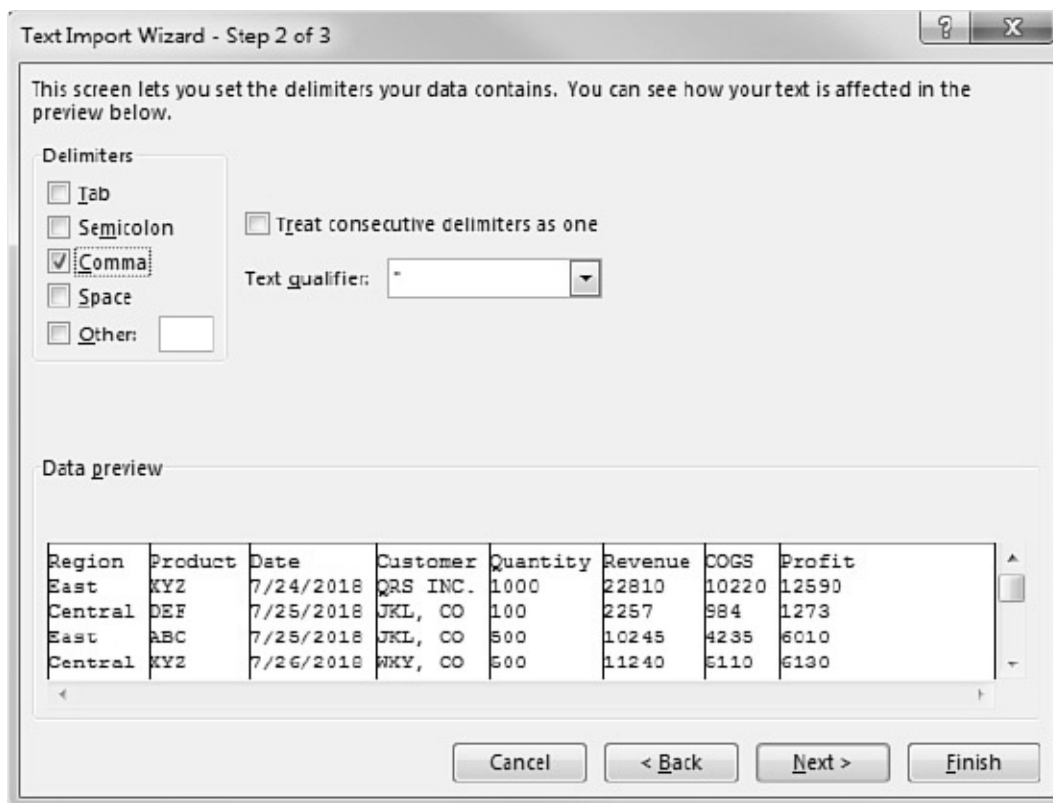 Text Import Wizard - Step 2 of 3
This screen lets you set the delimiters your data contains. You can see how your text is affected in the
preview below.
Delimiters
Tab
Semicolon
Comma
Space
Other:
Treat consecutive delimiters as one
Text qualifier: "
Data preview
Region Product Date Customer Quantity Revenue COGS Profit
East XYZ 7/24/2018 QRS INC. 1000 22810 10220 12590
Central DEF 7/25/2018 JKL, CO 100 2257 984 1273
East ABC 7/25/2018 JKL, CO 500 10245 4235 6010
Central XYZ 7/26/2018 WXY, CO 500 11240 5110 6130
Cancel < Back Next > Finish